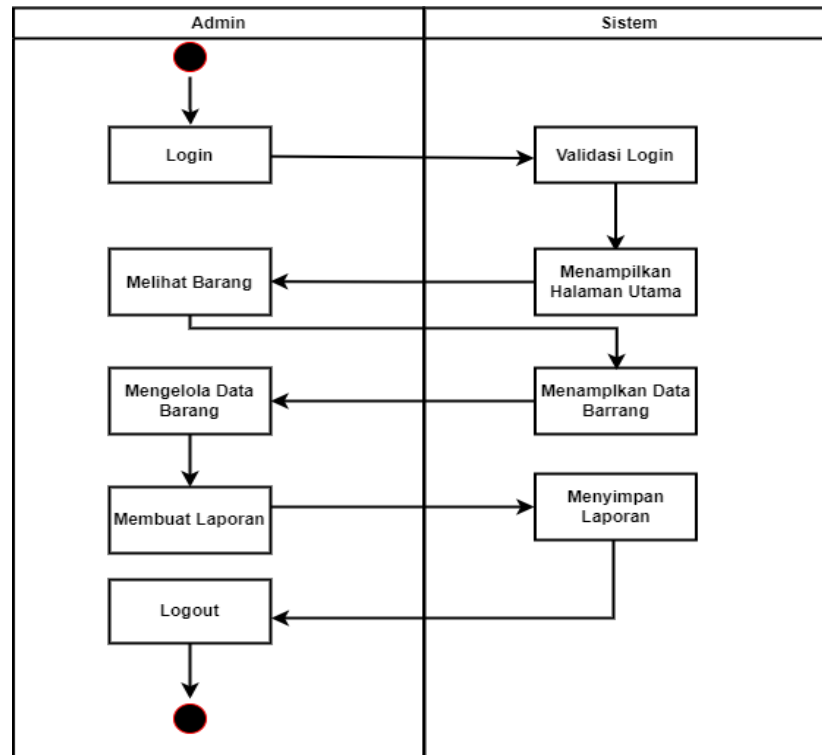 Admin
Sistem
Login
Validasi Login
Menampilkan
Halaman Utama
Melihat Barang
Menamplkan Data
Barrang
Mengelola Data
Barang
Membuat Laporan
Menyimpan
Laporan
Logout